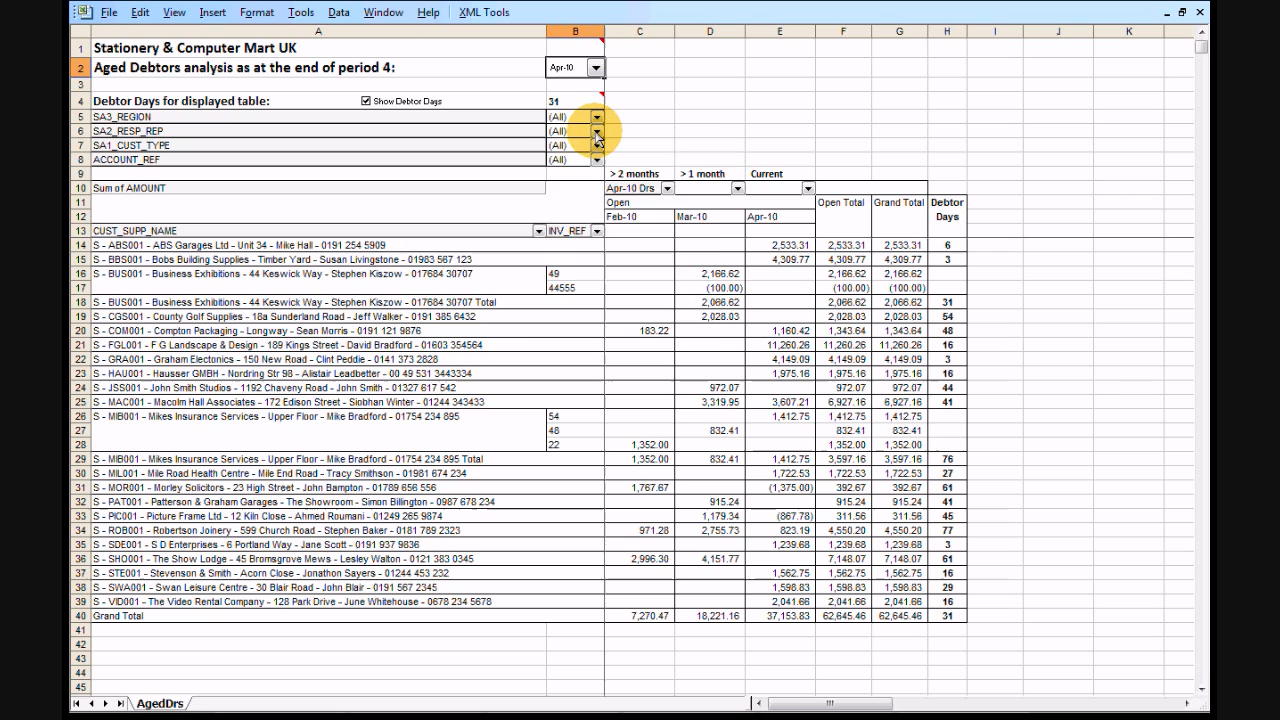 File Edit View Insert Format Tools Data Window Help XML Tools
A B C D E F G H I J K
1 Stationery & Computer Mart UK
2 Aged Debtors analysis as at the end of period 4: Apr-10
3
4 Debtor Days for displayed table: Show Debtor Days 31
5 SA3_REGION (All)
6 SA2_RESP_REP (All)
7 SA1_CUST_TYPE (All)
8 ACCOUNT_REF (All)
9 > 2 months > 1 month Current
10 Sum of AMOUNT Apr-10 Drs
11 Open Open Total Grand Total Debtor
12 Feb-10 Mar-10 Apr-10 Days
13 CUST_SUPP_NAME INV_REF
14 S - ABS001 - ABS Garages Ltd - Unit 34 - Mike Hall - 0191 254 5909 2,533.31 2,533.31 2,533.31 6
15 S - BBS001 - Bobs Building Supplies - Timber Yard - Susan Livingstone - 01983 567 123 4,309.77 4,309.77 4,309.77 3
16 S - BUS001 - Business Exhibitions - 44 Keswick Way - Stephen Kiszow - 017684 30707 49 2,166.62 2,166.62 2,166.62
17 44555 (100.00) (100.00) (100.00)
18 S - BUS001 - Business Exhibitions - 44 Keswick Way - Stephen Kiszow - 017684 30707 Total 2,066.62 2,066.62 2,066.62 31
19 S - CGS001 - County Golf Supplies - 18a Sunderland Road - Jeff Walker - 0191 385 6432 2,028.03 2,028.03 2,028.03 54
20 S - COM001 - Compton Packaging - Longway - Sean Morris - 0191 121 9876 183.22 1,160.42 1,343.64 1,343.64 48
21 S - FGL001 - F G Landscape & Design - 189 Kings Street - David Bryant - 01603 354564 11,260.26 11,260.26 11,260.26 16
22 S - GRA001 - Graham Electonics - 150 New Road - Clint Peddie - 0141 373 2828 4,149.09 4,149.09 4,149.09 3
23 S - HAU001 - Hausser GMBH - Nordring Str 98 - Alistair Leadbetter - 00 49 531 3443334 1,975.16 1,975.16 1,975.16 16
24 S - JSS001 - John Smith Studios - 1192 Chaveny Road - John Smith - 01327 617 542 972.07 972.07 972.07 44
25 S - MAC001 - Macolm Hall Associates - 172 Edison Street - Siobhan Winter - 01244 343433 3,319.95 3,607.21 6,927.16 6,927.16 41
26 S - MIB001 - Mikes Insurance Services - Upper Floor - Mike Bradford - 01754 234 895 54 1,412.75 1,412.75 1,412.75
27 48 832.41 832.41 832.41
28 22 1,352.00 1,352.00 1,352.00
29 S - MIB001 - Mikes Insurance Services - Upper Floor - Mike Bradford - 01754 234 895 Total 1,352.00 832.41 1,412.75 3,597.16 3,597.16 76
30 S - MIL001 - Mile Road Health Centre - Mile End Road - Tracy Smithson - 01981 674 234 1,722.53 1,722.53 1,722.53 27
31 S - MOR001 - Morley Solicitors - 23 High Street - John Bampton - 01789 656 556 1,767.67 (1,375.00) 392.67 392.67 61
32 S - PAT001 - Patterson & Graham Garages - The Showroom - Simon Billington - 0987 678 234 915.24 915.24 915.24 41
33 S - PIC001 - Picture Frame Ltd - 12 Kiln Close - Ahmed Roumani - 01249 265 9874 1,179.34 (867.78) 311.56 311.56 45
34 S - ROB001 - Robertson Joinery - 599 Church Road - Stephen Baker - 0181 789 2323 971.28 2,755.73 823.19 4,550.20 4,550.20 77
35 S - SDE001 - S D Enterprises - 6 Portland Way - Jane Scott - 0191 937 9836 1,239.68 1,239.68 1,239.68 3
36 S - SHO001 - The Show Lodge - 45 Bromsgrove Mews - Lesley Walton - 0121 383 0345 2,996.30 4,151.77 7,148.07 7,148.07 61
37 S - STE001 - Stevenson & Smith - Acorn Close - Jonathon Sayers - 01244 453 232 1,562.75 1,562.75 1,562.75 16
38 S - SWA001 - Swan Leisure Centre - 30 Blair Road - John Blair - 0191 567 2345 1,598.83 1,598.83 1,598.83 29
39 S - VID001 - The Video Rental Company - 128 Park Drive - June Whitehouse - 0678 234 5678 2,041.66 2,041.66 2,041.66 16
40 Grand Total 7,270.47 18,221.16 37,153.83 62,645.46 62,645.46 31
41
42
43
44
45
AgedDrs